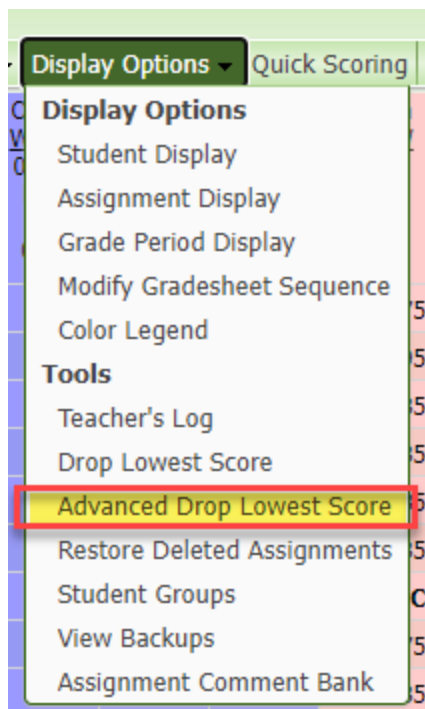 Display Options Quick Scoring
Display Options
Student Display
Assignment Display
Grade Period Display
Modify Gradesheet Sequence
Color Legend
Tools
Teacher's Log
Drop Lowest Score
Advanced Drop Lowest Score
Restore Deleted Assignments
Student Groups
View Backups
Assignment Comment Bank